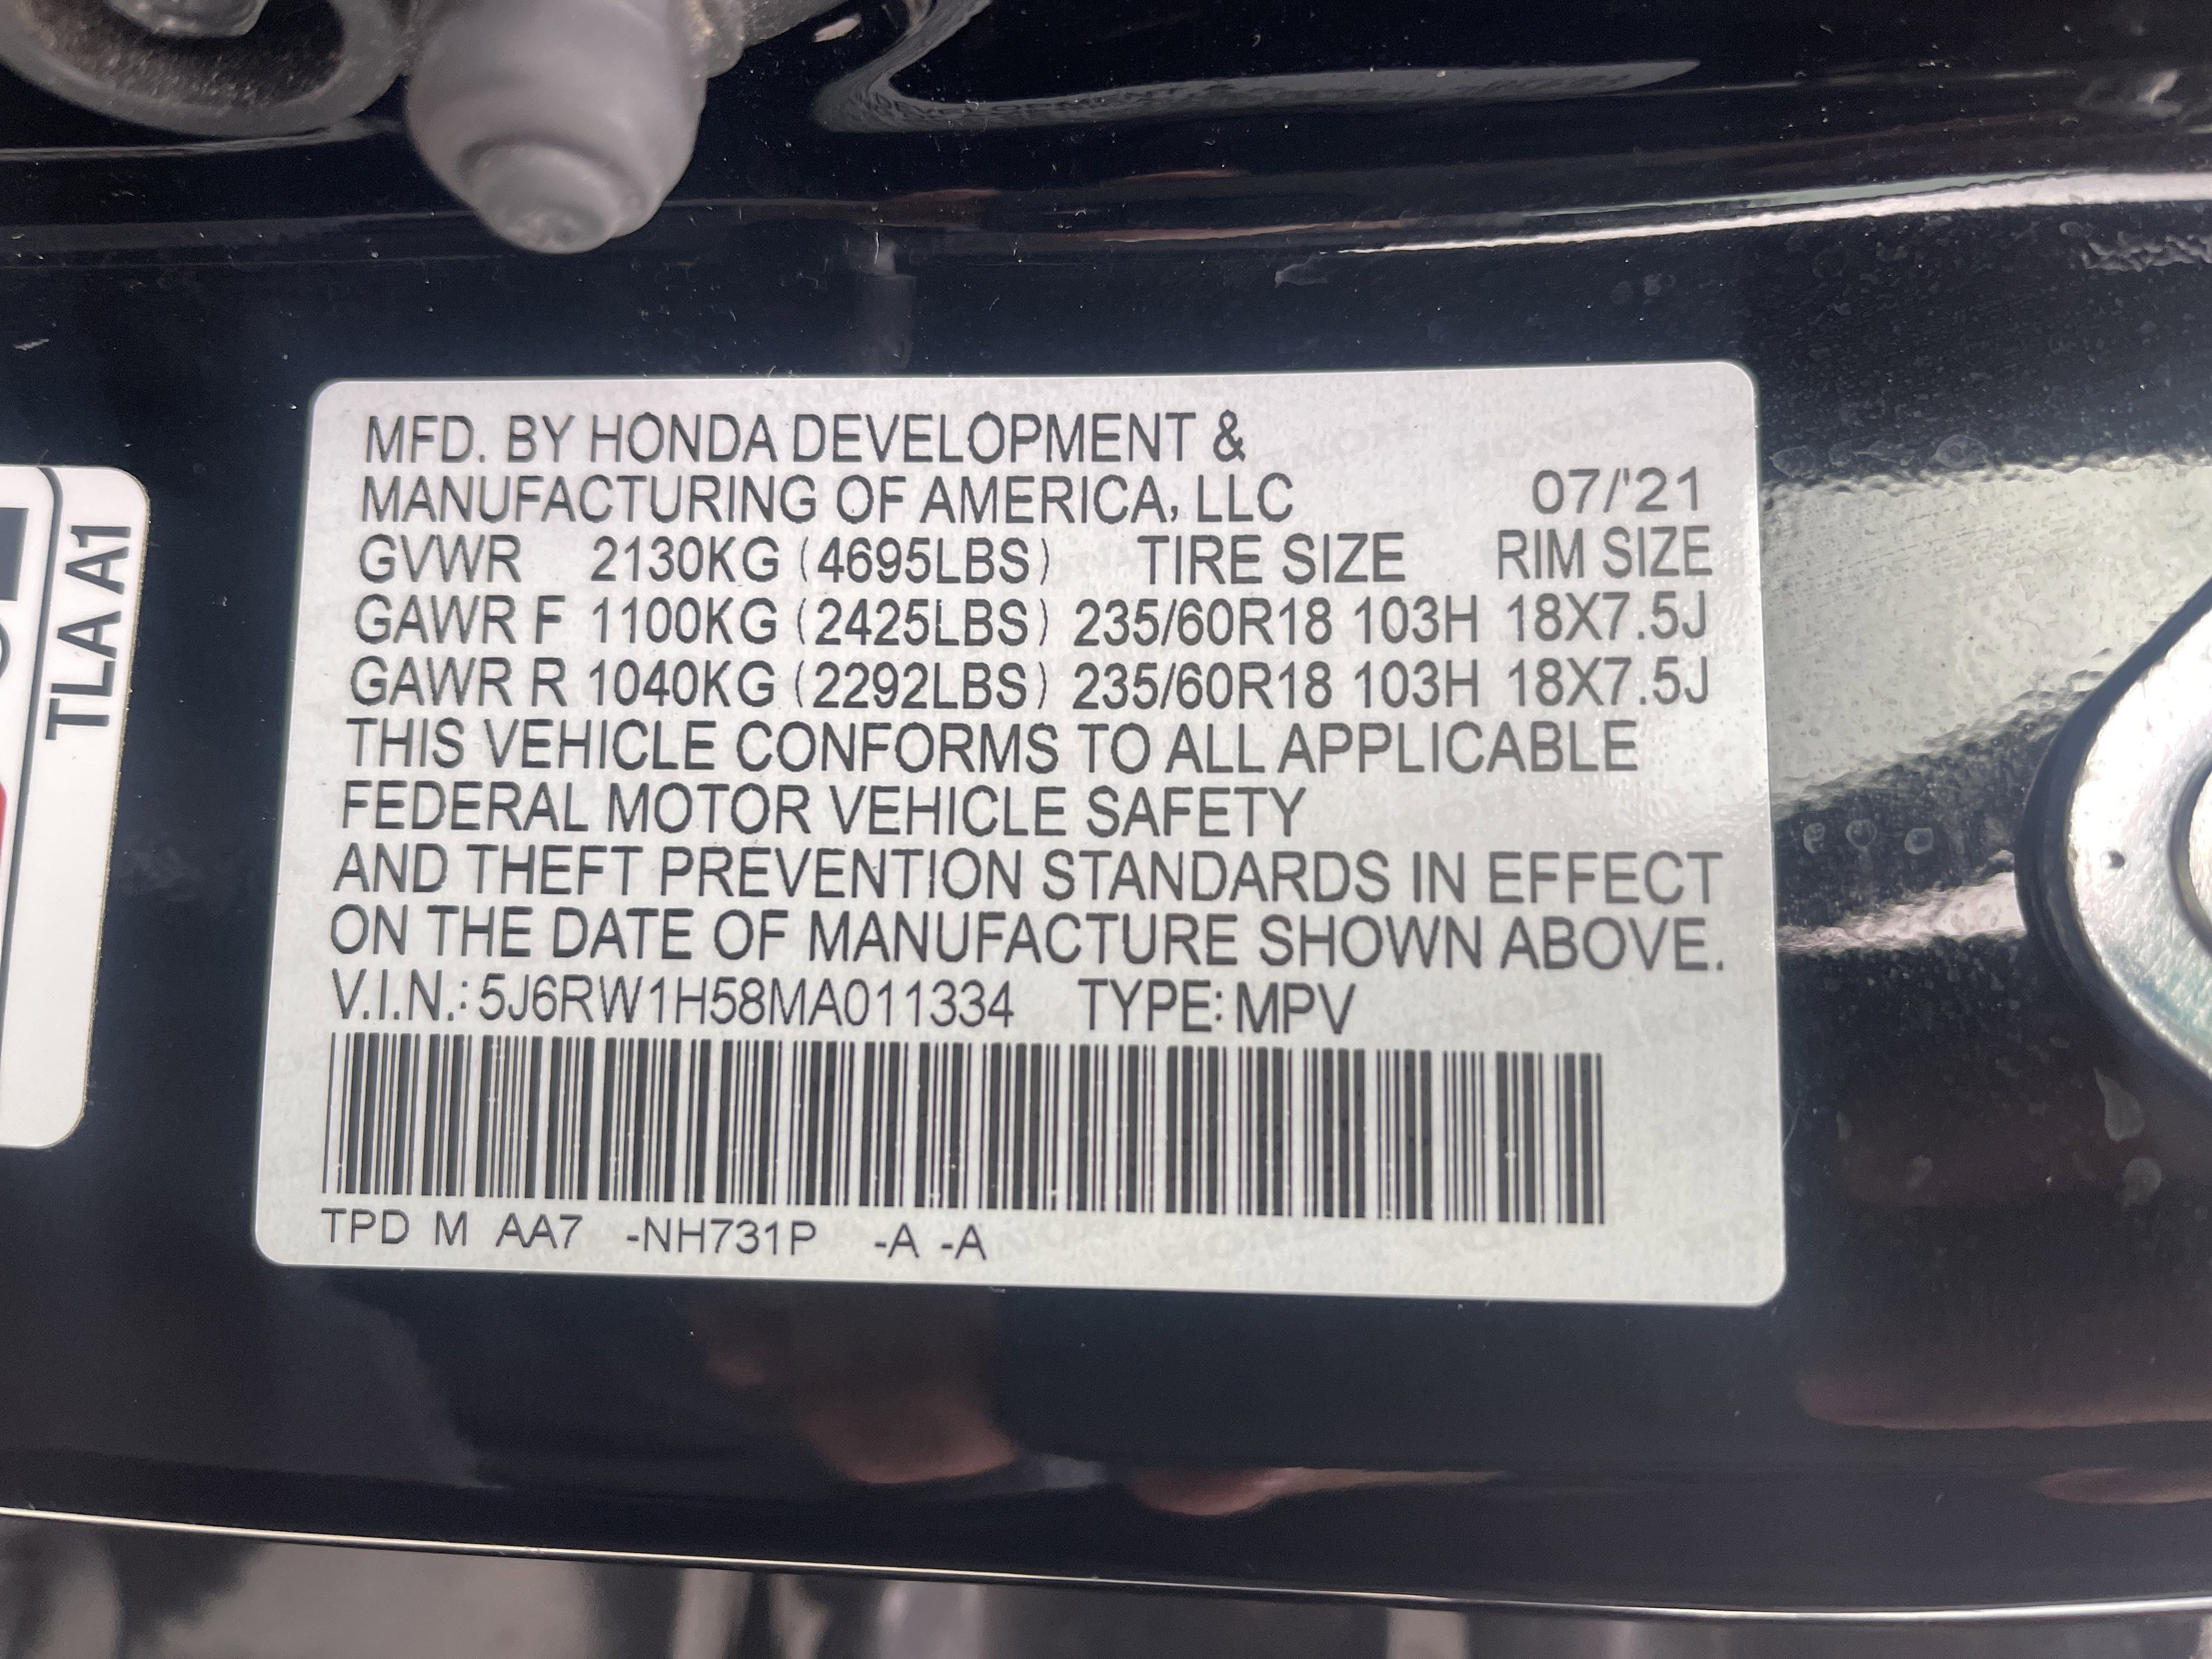 MFD. BY HONDA DEVELOPMENT &
MANUFACTURING OF AMERICA, LLC 07/'21
GVWR 2130KG (4695LBS) TIRE SIZE RIM SIZE
GAWR F 1100KG (2425LBS) 235/60R18 103H 18X7.5J
GAWR R 1040KG (2292LBS) 235/60R18 103H 18X7.5J
THIS VEHICLE CONFORMS TO ALL APPLICABLE
FEDERAL MOTOR VEHICLE SAFETY
AND THEFT PREVENTION STANDARDS IN EFFECT
ON THE DATE OF MANUFACTURE SHOWN ABOVE.
V.I.N.: 5J6RW1H58MA011334 TYPE: MPV
TPD M AA7 -NH731P -A -A
TLA A1